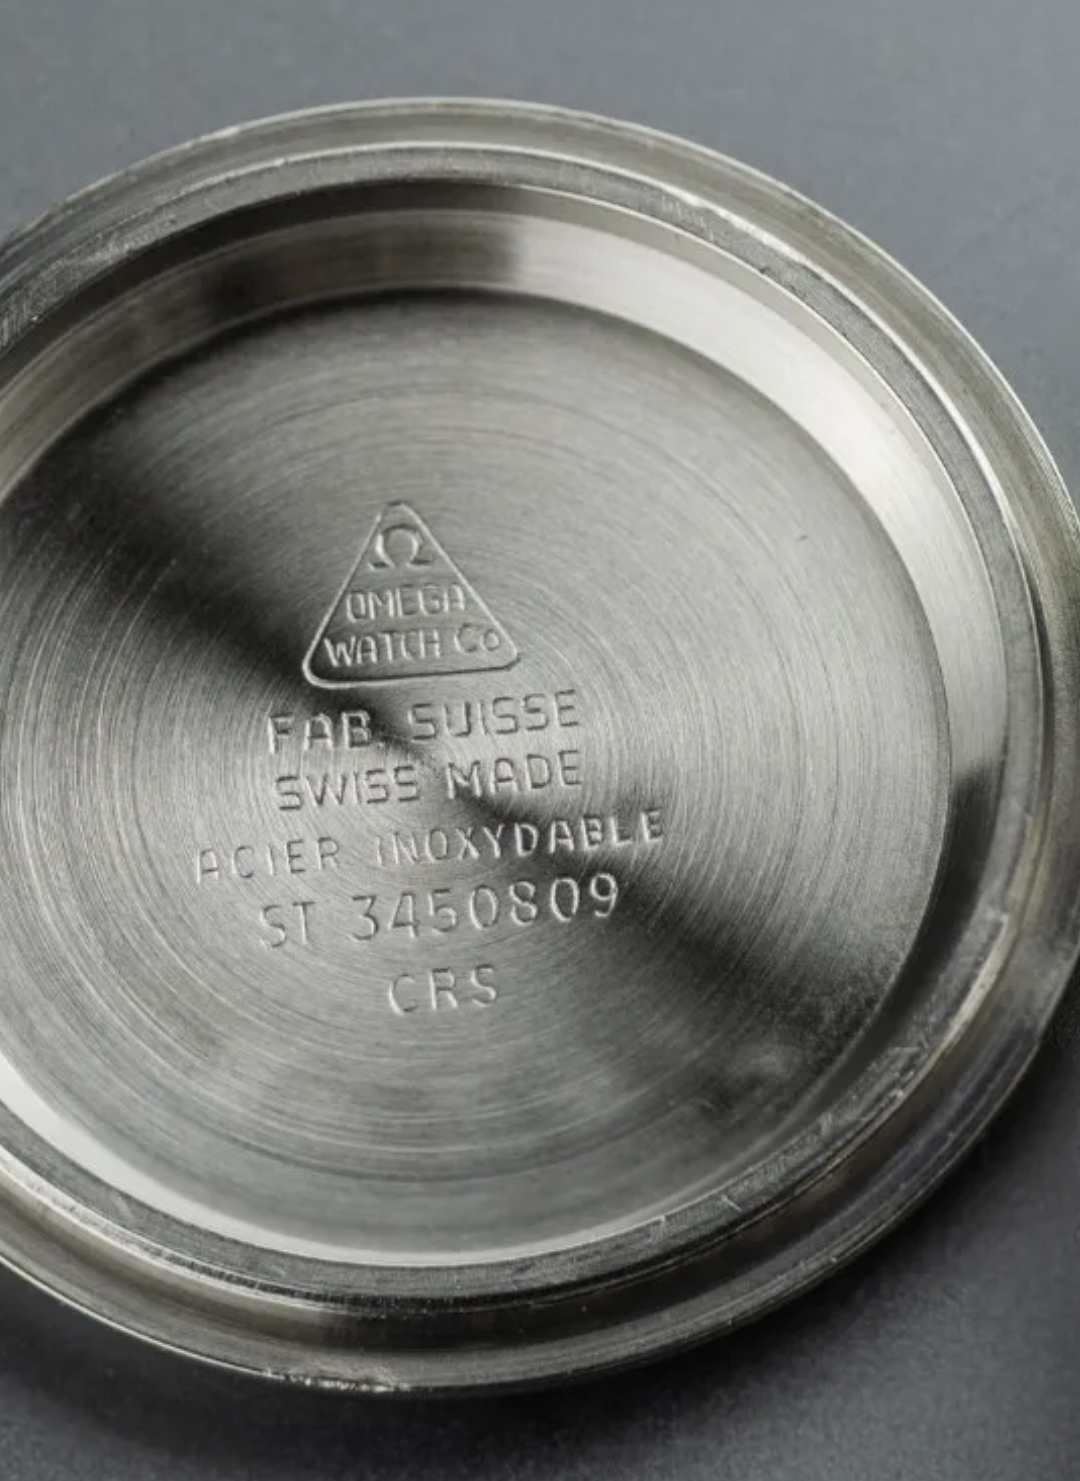 Ω
OMEGA
WATCH Co
FAB. SUISSE
SWISS MADE
ACIER INOXYDABLE
ST 3450809
CRS